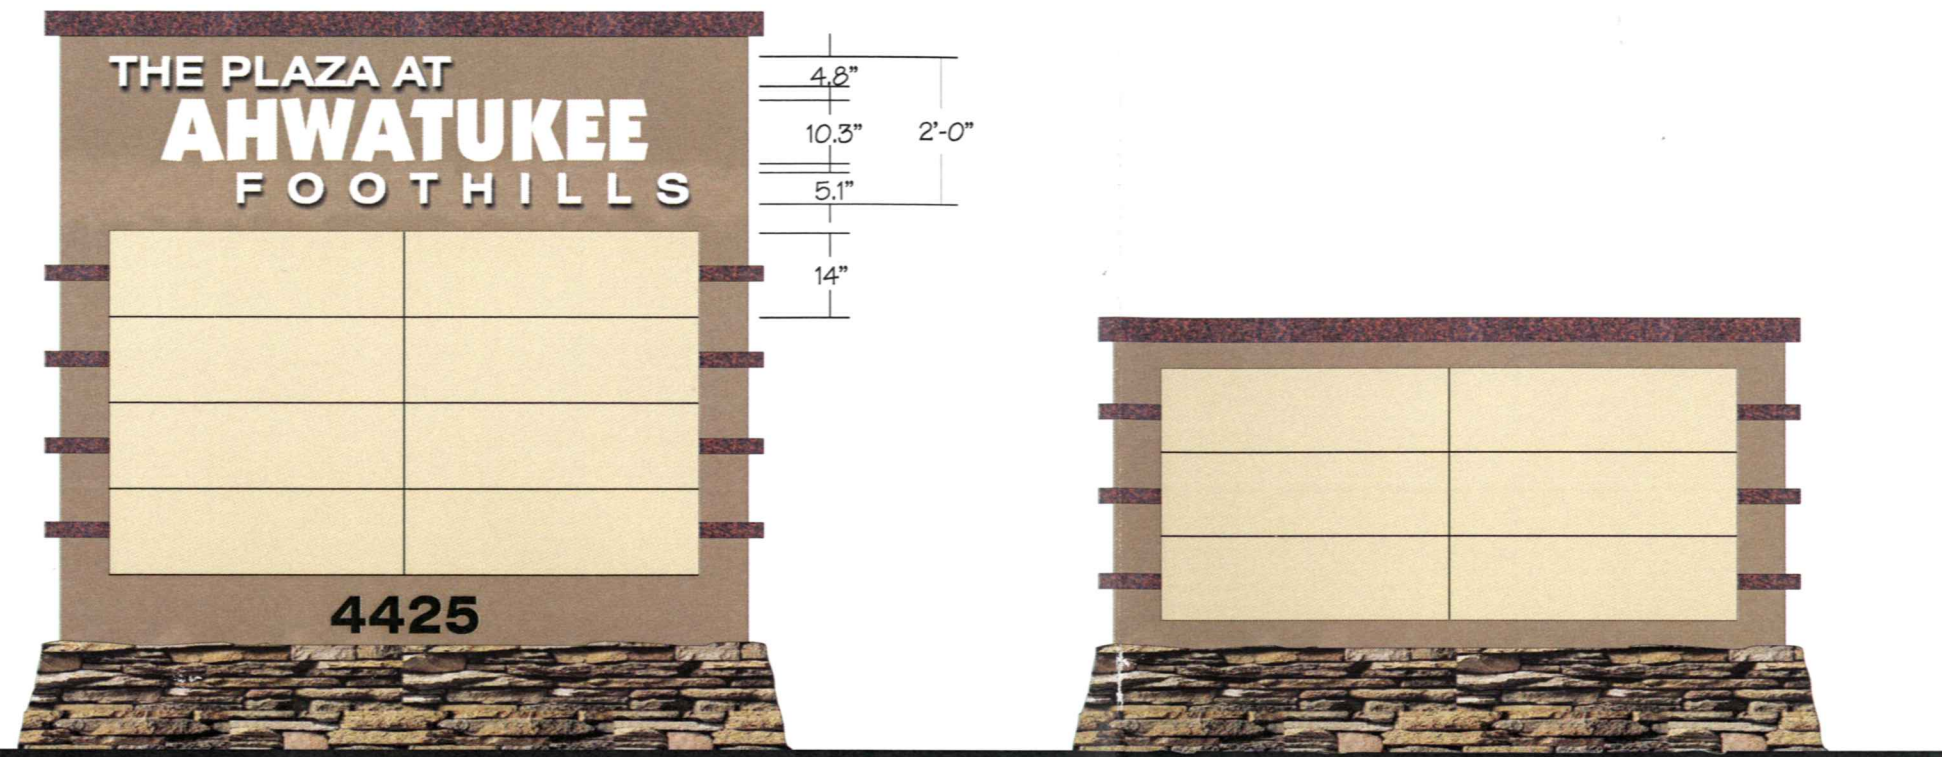 THE PLAZA AT
AHWATUKEE
FOOTHILLS
4.8”
10.3”
2’-0”
5.1”
14”
4425